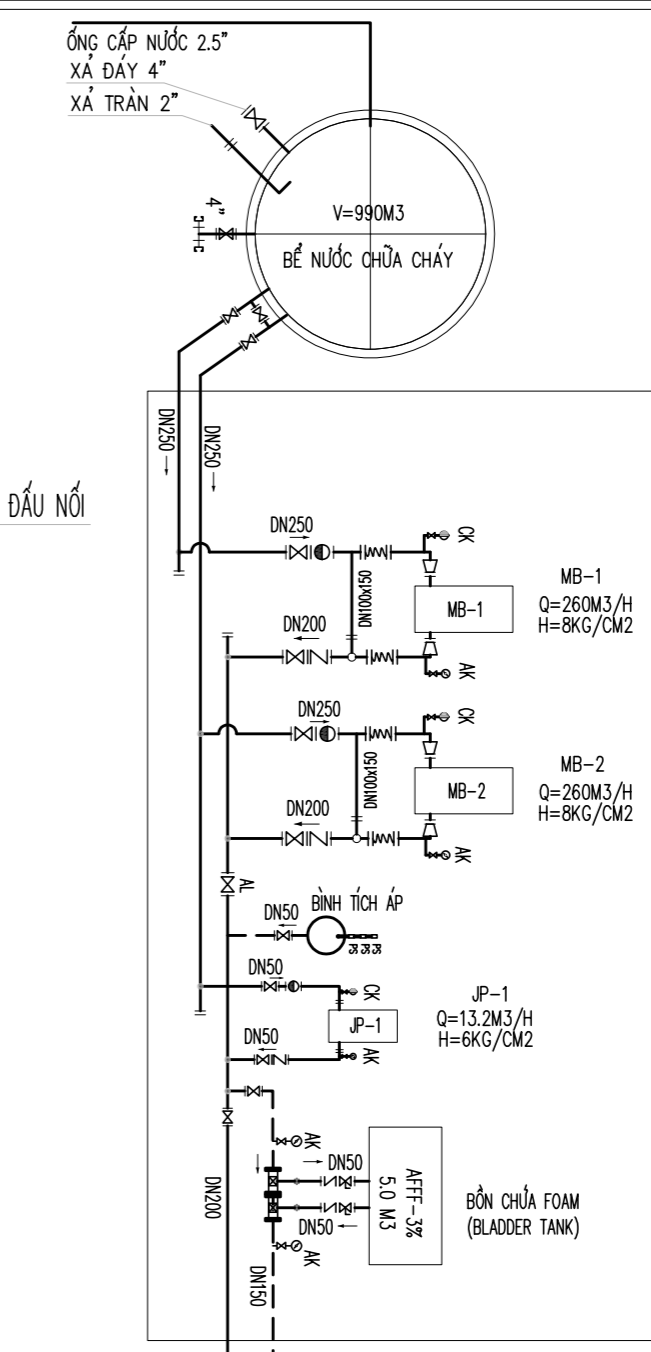 ỐNG CẤP NƯỚC 2.5"
XẢ ĐÁY 4"
XẢ TRÀN 2"
4"
V=990M3
BỂ NƯỚC CHỮA CHÁY
DN250
DN250
ĐẤU NỐI
DN250
CK
DN100x150
MB-1
MB-1
Q=260M3/H
H=8KG/CM2
DN200
AK
DN250
CK
DN100x150
MB-2
MB-2
Q=260M3/H
H=8KG/CM2
DN200
AK
AL
DN50
BÌNH TÍCH ÁP
PS
PS
PS
DN50
CK
JP-1
JP-1
Q=13.2M3/H
H=6KG/CM2
DN50
AK
AK
DN200
DN50
AFFF-3%
5.0 M3
BỒN CHỨA FOAM
(BLADDER TANK)
DN50
AK
DN150